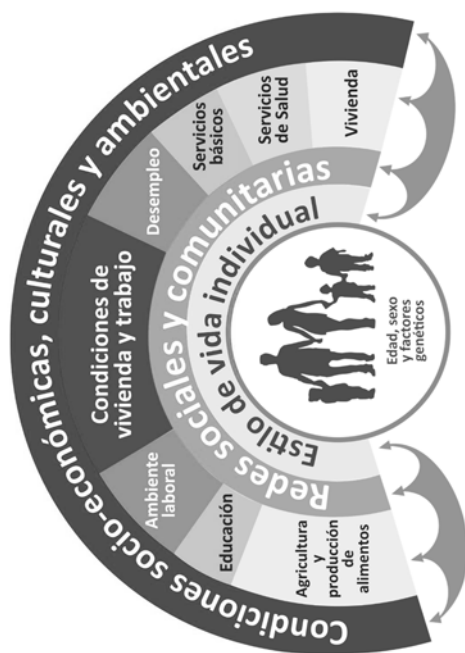 Condiciones socio-económicas, culturales y ambientales
Condiciones de
vivienda y trabajo
Agricultura
y
producción
de
alimentos
Educación
Ambiente
laboral
Desempleo
Servicios
básicos
Servicios
de Salud
Vivienda
Redes sociales y comunitarias
Estilo de vida individual
Edad, sexo
y factores
genéticos